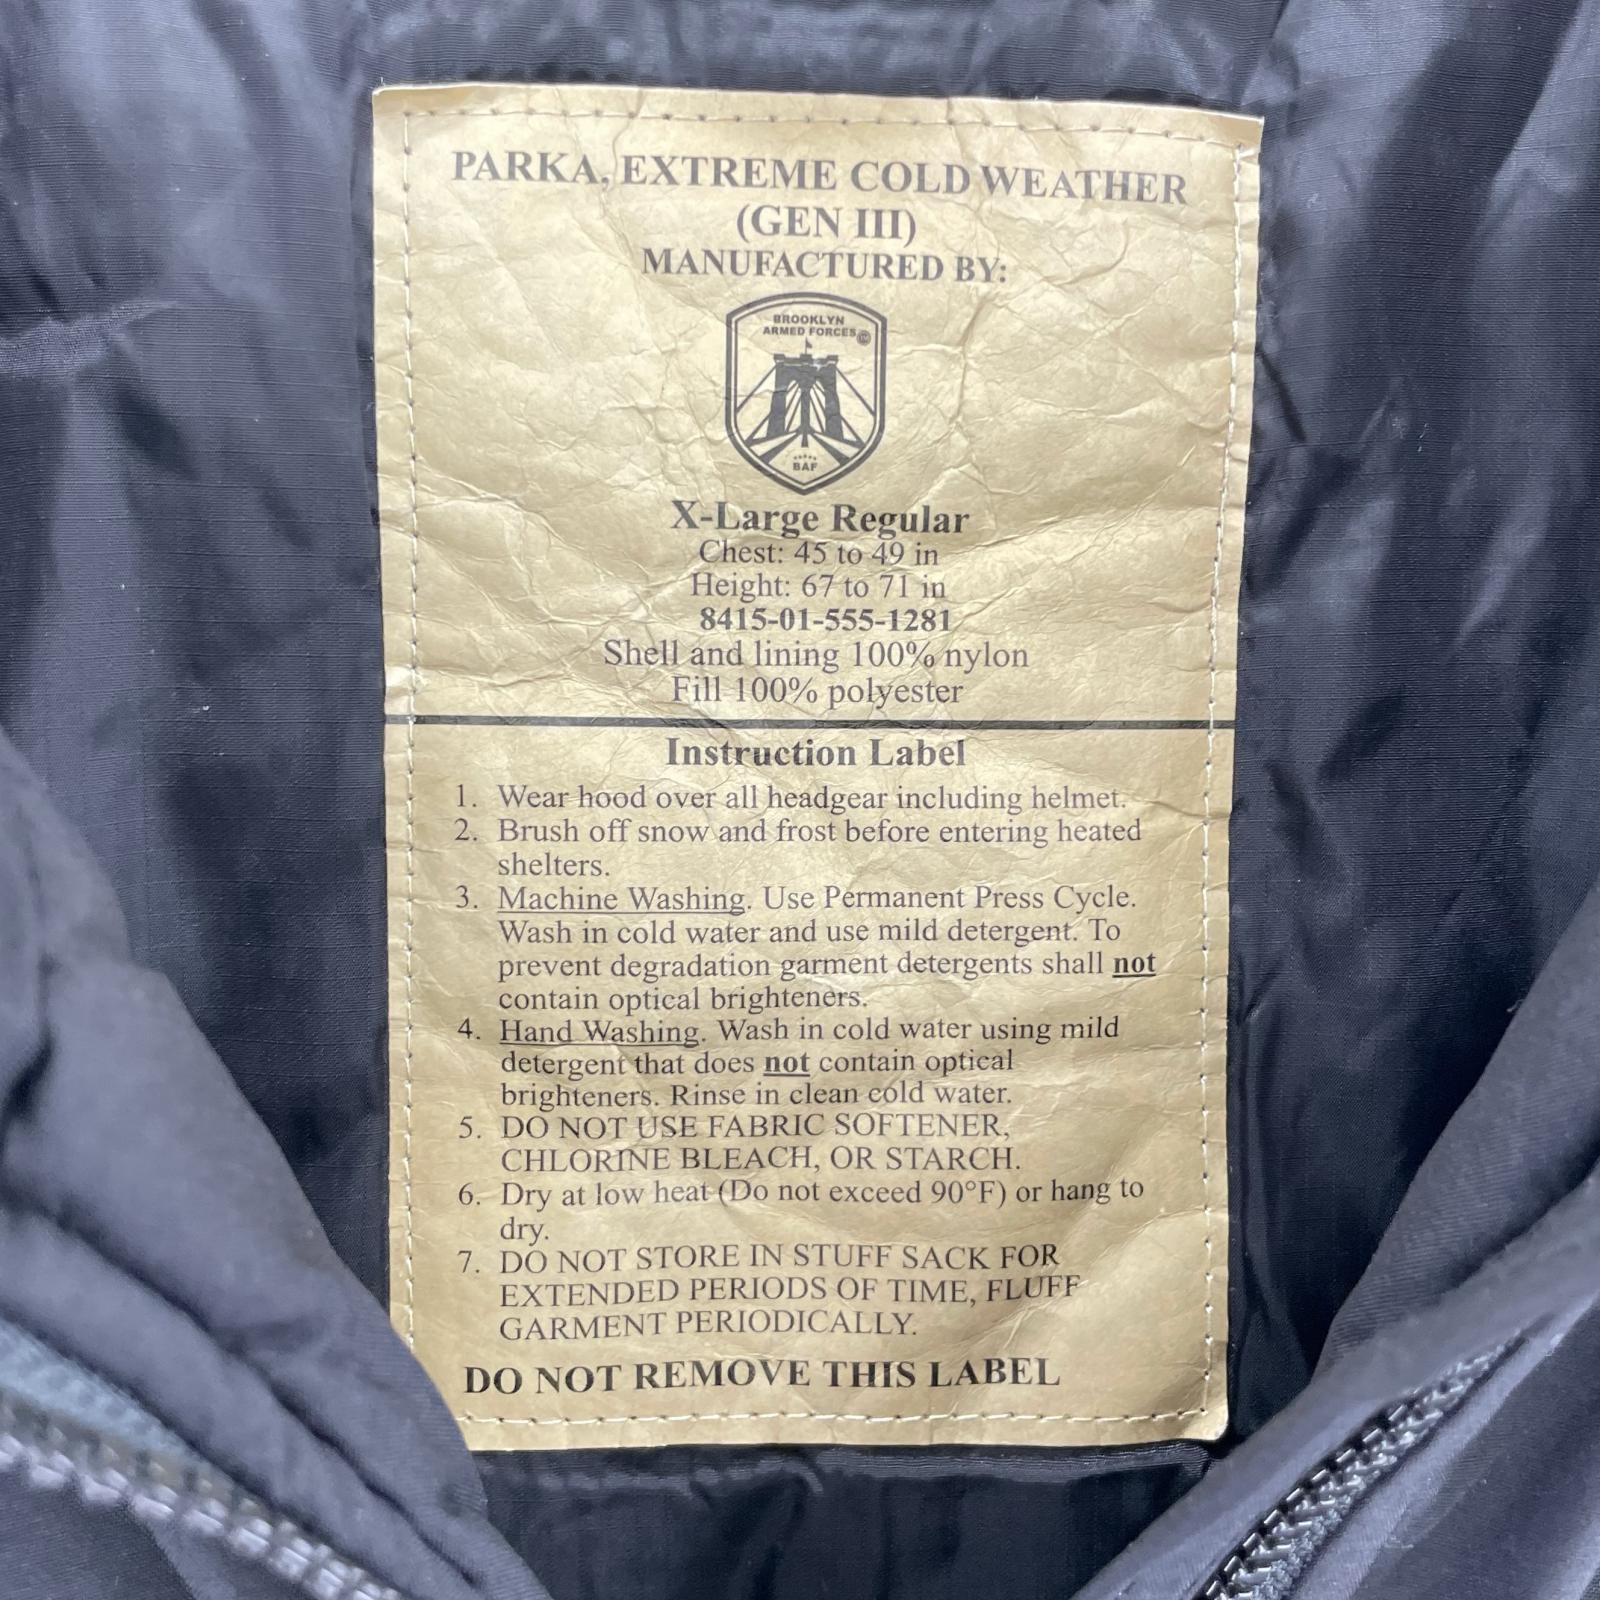 PARKA, EXTREME COLD WEATHER
(GEN III)
MANUFACTURED BY:
BROOKLYN
ARMED FORCES TM
BAF
X-Large Regular
Chest: 45 to 49 in
Height: 67 to 71 in
8415-01-555-1281
Shell and lining 100% nylon
Fill 100% polyester
Instruction Label
1. Wear hood over all headgear including helmet.
2. Brush off snow and frost before entering heated
shelters.
3. Machine Washing. Use Permanent Press Cycle.
Wash in cold water and use mild detergent. To
prevent degradation garment detergents shall not
contain optical brighteners.
4. Hand Washing. Wash in cold water using mild
detergent that does not contain optical
brighteners. Rinse in clean cold water.
5. DO NOT USE FABRIC SOFTENER,
CHLORINE BLEACH, OR STARCH.
6. Dry at low heat (Do not exceed 90°F) or hang to
dry.
7. DO NOT STORE IN STUFF SACK FOR
EXTENDED PERIODS OF TIME, FLUFF
GARMENT PERIODICALLY.
DO NOT REMOVE THIS LABEL